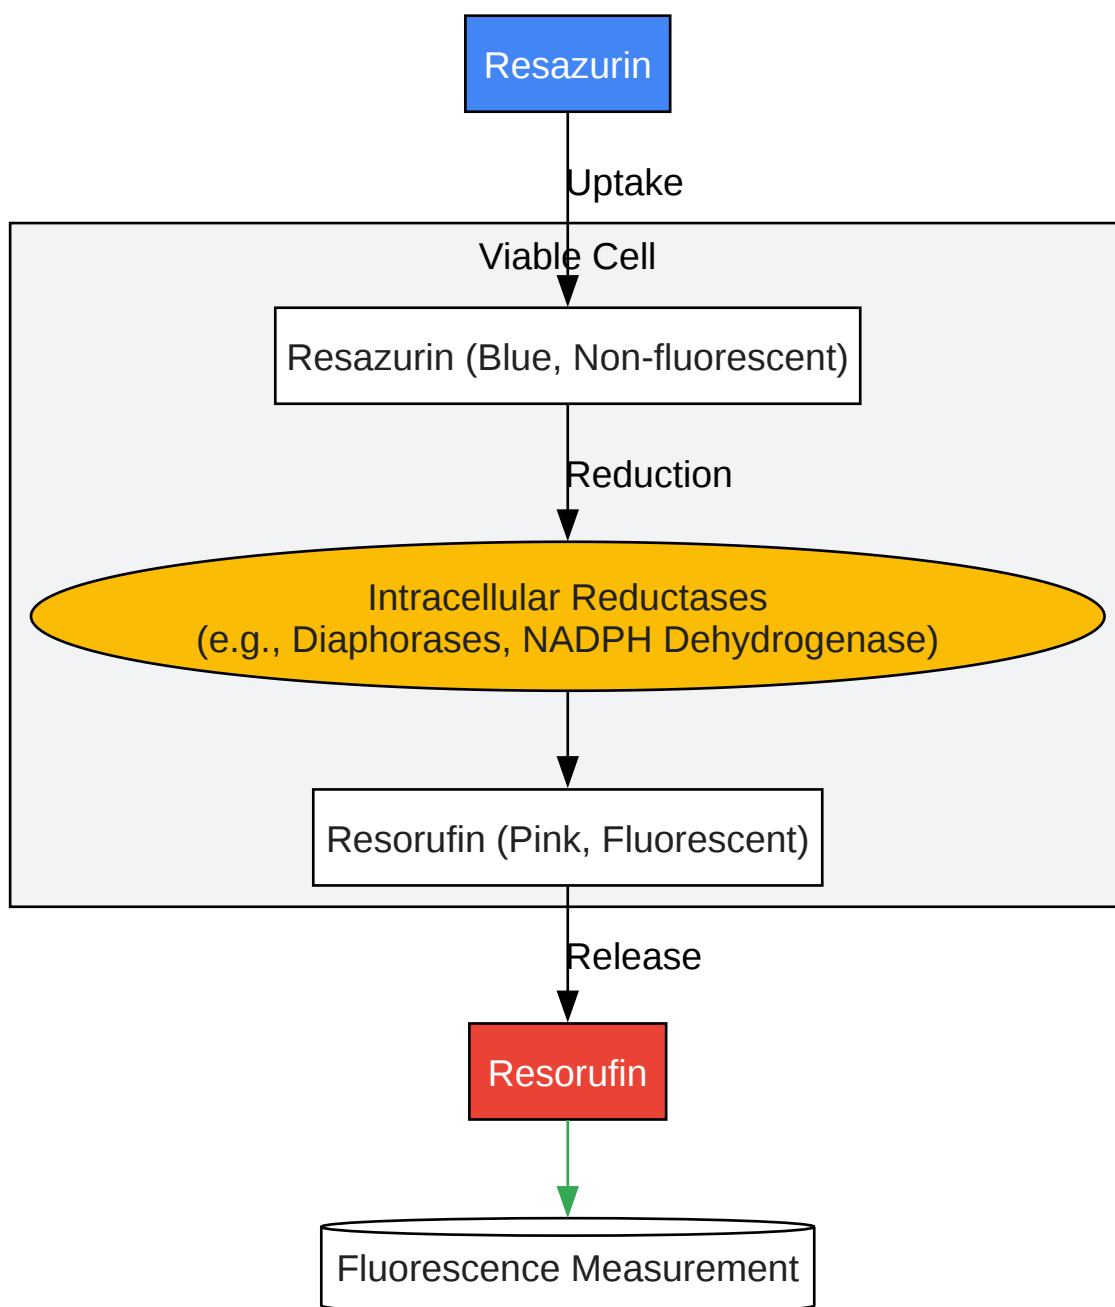 Resazurin
Uptake
Viable Cell
Resazurin (Blue, Non-fluorescent)
Reduction
Intracellular Reductases
(e.g., Diaphorases, NADPH Dehydrogenase)
Resorufin (Pink, Fluorescent)
Release
Resorufin
Fluorescence Measurement